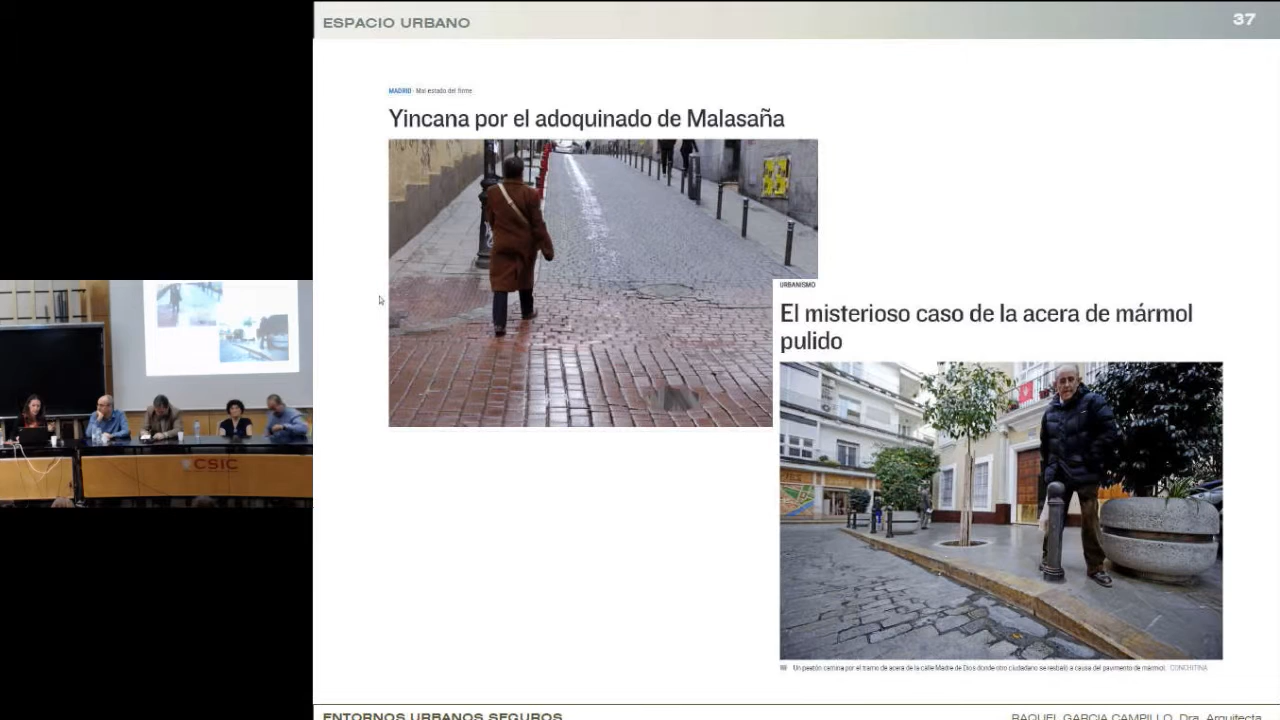 ESPACIO URBANO
37
MADRID · Mal estado del firme
Yincana por el adoquinado de Malasaña
URBANISMO
El misterioso caso de la acera de mármol
pulido
Un peatón camina por el tramo de acera de la calle Madre de Dios donde otro ciudadano se resbaló a causa del pavimento de mármol. CONCHITINA
CSIC
ENTORNOS URBANOS SEGUROS
RAQUEL GARCIA CAMPILLO. Dra. Arquitecta